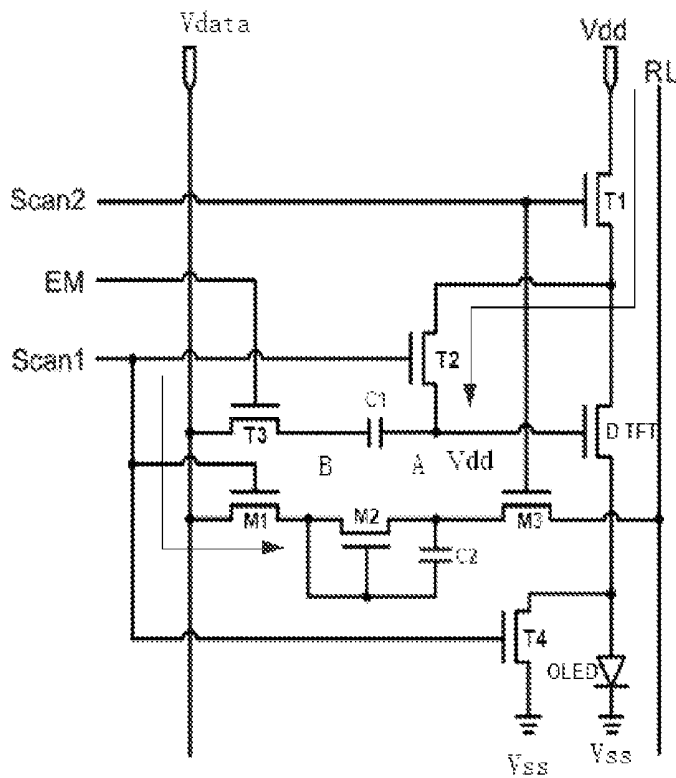 Vdata
Vdd
RL
Scan2
T1
EM
Scan1
T2
C1
T3
D TFT
B
A
Vdd
M1
M2
M3
C2
T4
OLED
Vss
Vss